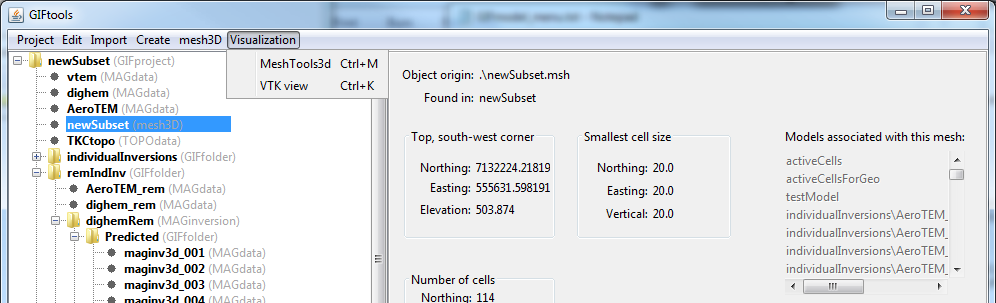 GIFtools
Project Edit Import Create mesh3D Visualization
MeshTools3d Ctrl+M
VTK view Ctrl+K
newSubset (GIFproject)
vtem (MAGdata)
dighem (MAGdata)
AeroTEM (MAGdata)
newSubset (mesh3D)
TKCtopo (TOPOdata)
individualInversions (GIFfolder)
remIndInv (GIFfolder)
AeroTEM_rem (MAGdata)
dighem_rem (MAGdata)
dighemRem (MAGinversion)
Predicted (GIFfolder)
maginv3d_001 (MAGdata)
maginv3d_002 (MAGdata)
maginv3d_003 (MAGdata)
maginv3d_004 (MAGdata)
Object origin: .\newSubset.msh
Found in: newSubset
Top, south-west corner
Northing: 7132224.21819
Easting: 555631.598191
Elevation: 503.874
Smallest cell size
Northing: 20.0
Easting: 20.0
Vertical: 20.0
Models associated with this mesh:
activeCells
activeCellsForGeo
testModel
individualInversions\AeroTEM_
individualInversions\AeroTEM_
individualInversions\AeroTEM_
individualInversions\AeroTEM_
Number of cells
Northing: 114